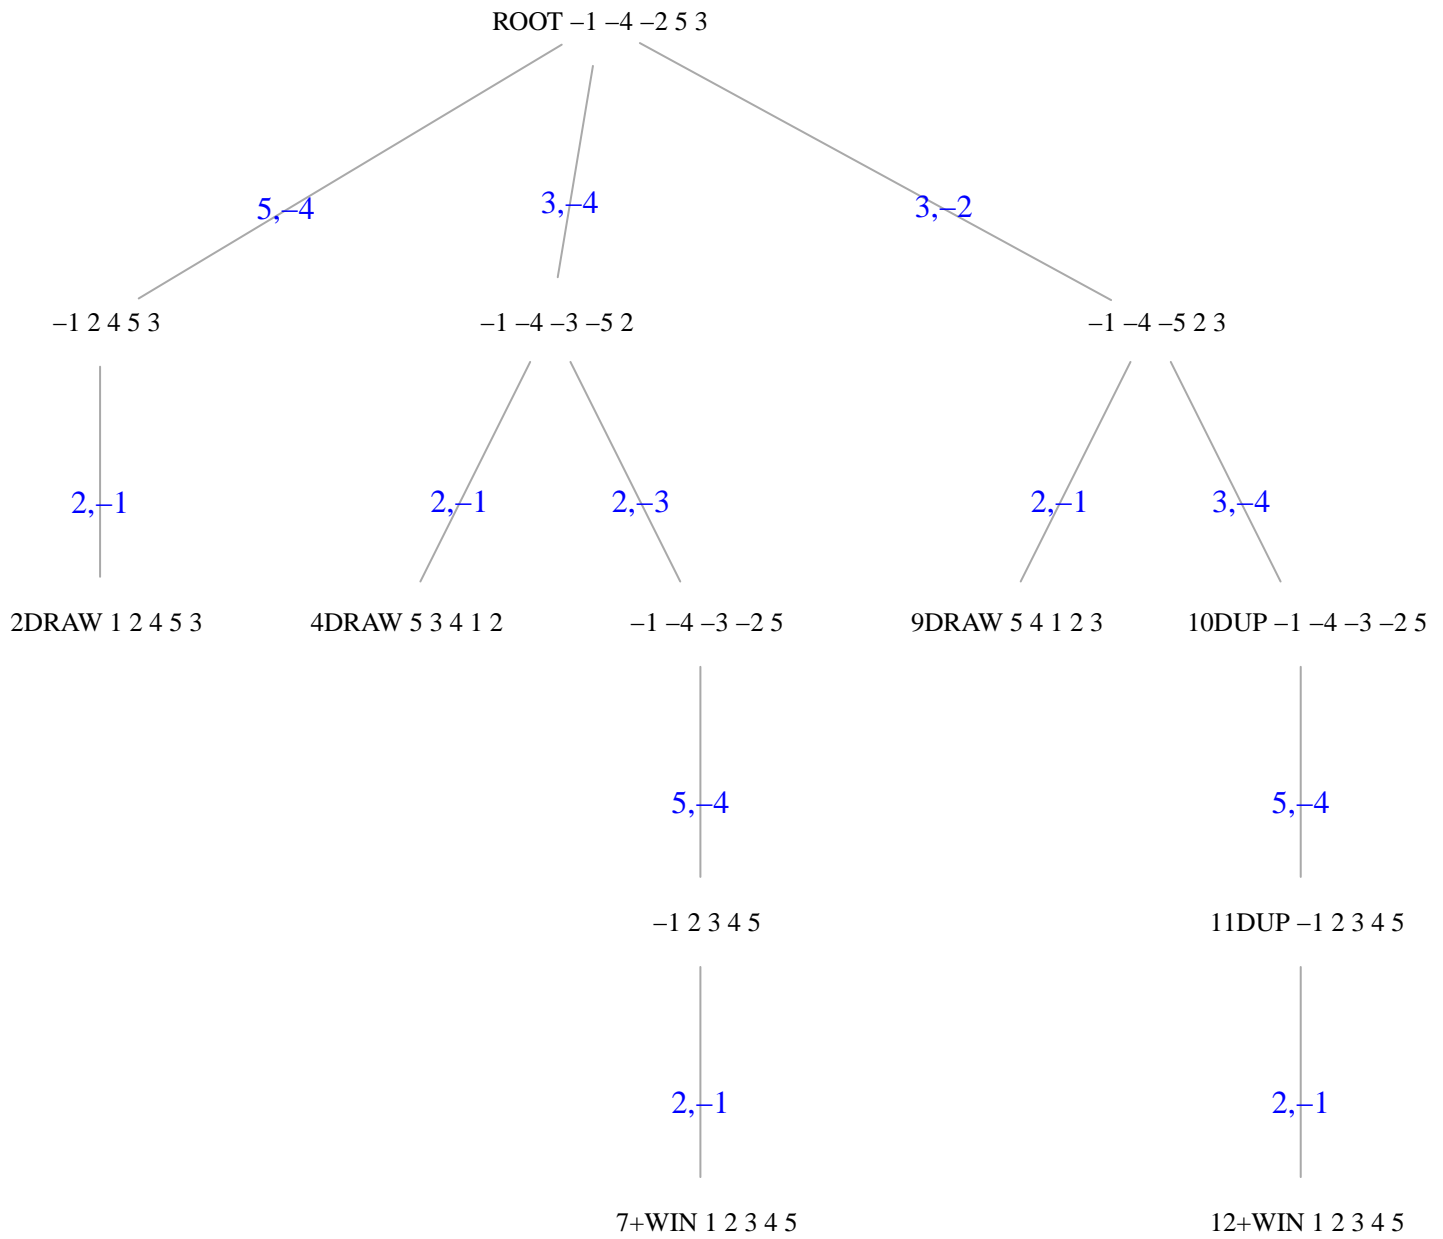 ROOT –1 –4 –2 5 3
5,–4
3,–4
3,–2
–1 2 4 5 3
–1 –4 –3 –5 2
–1 –4 –5 2 3
2,–1
2,–1
2,–3
2,–1
3,–4
2DRAW 1 2 4 5 3
4DRAW 5 3 4 1 2
–1 –4 –3 –2 5
9DRAW 5 4 1 2 3
10DUP –1 –4 –3 –2 5
5,–4
5,–4
–1 2 3 4 5
11DUP –1 2 3 4 5
2,–1
2,–1
7+WIN 1 2 3 4 5
12+WIN 1 2 3 4 5